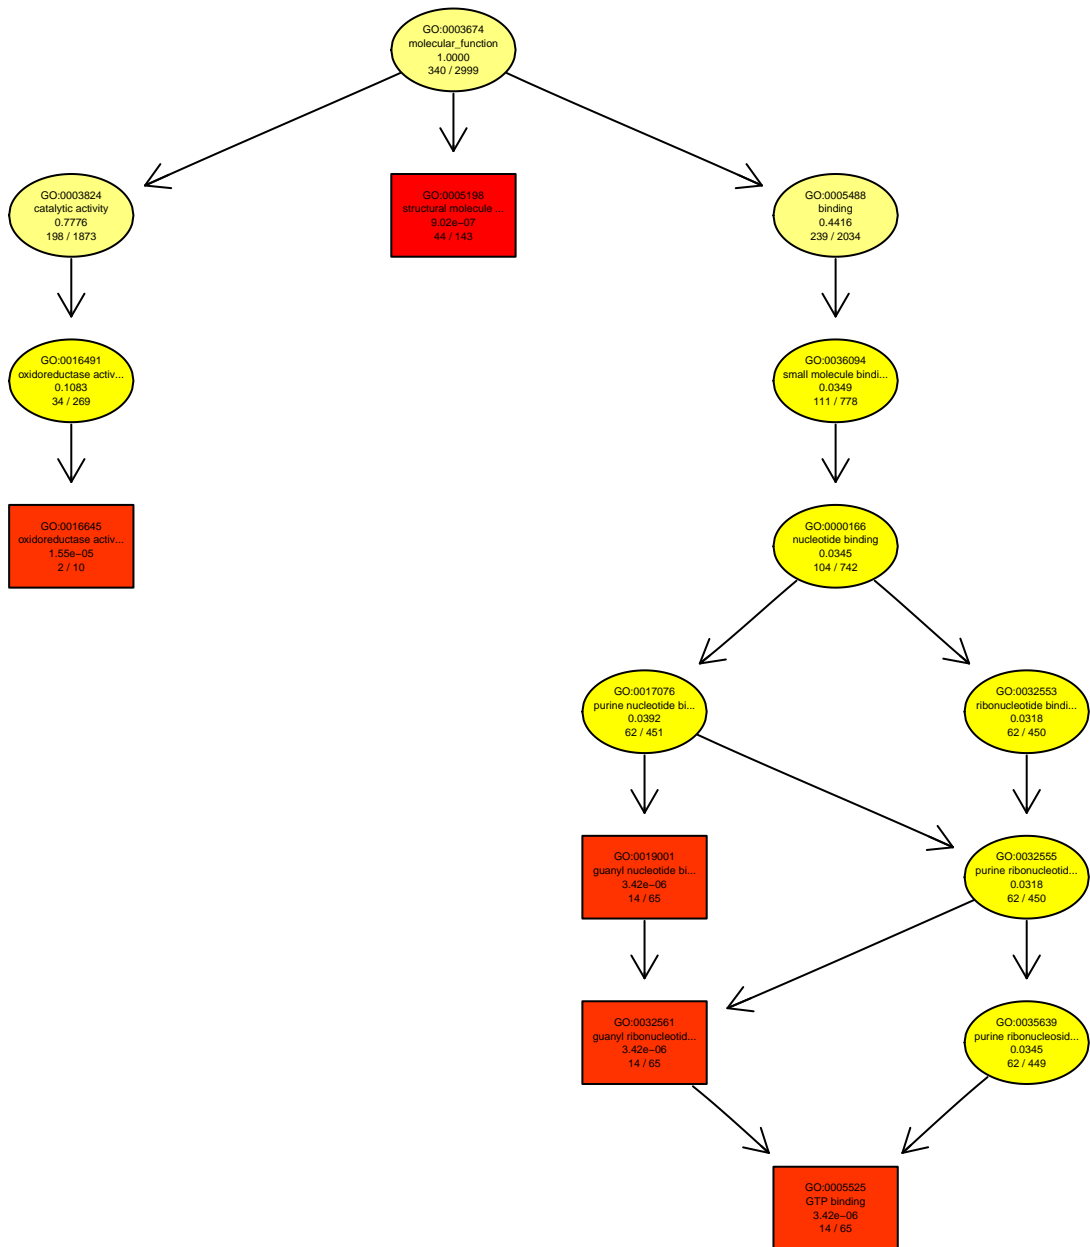 GO:0003674
molecular_function
1.0000
340 / 2999
GO:0003824
catalytic activity
0.7776
198 / 1873
GO:0005198
structural molecule ...
9.02e−07
44 / 143
GO:0005488
binding
0.4416
239 / 2034
GO:0016491
oxidoreductase activ...
0.1083
34 / 269
GO:0036094
small molecule bindi...
0.0349
111 / 778
GO:0016645
oxidoreductase activ...
1.55e−05
2 / 10
GO:0000166
nucleotide binding
0.0345
104 / 742
GO:0017076
purine nucleotide bi...
0.0392
62 / 451
GO:0032553
ribonucleotide bindi...
0.0318
62 / 450
GO:0019001
guanyl nucleotide bi...
3.42e−06
14 / 65
GO:0032555
purine ribonucleotid...
0.0318
62 / 450
GO:0032561
guanyl ribonucleotid...
3.42e−06
14 / 65
GO:0035639
purine ribonucleosid...
0.0345
62 / 449
GO:0005525
GTP binding
3.42e−06
14 / 65